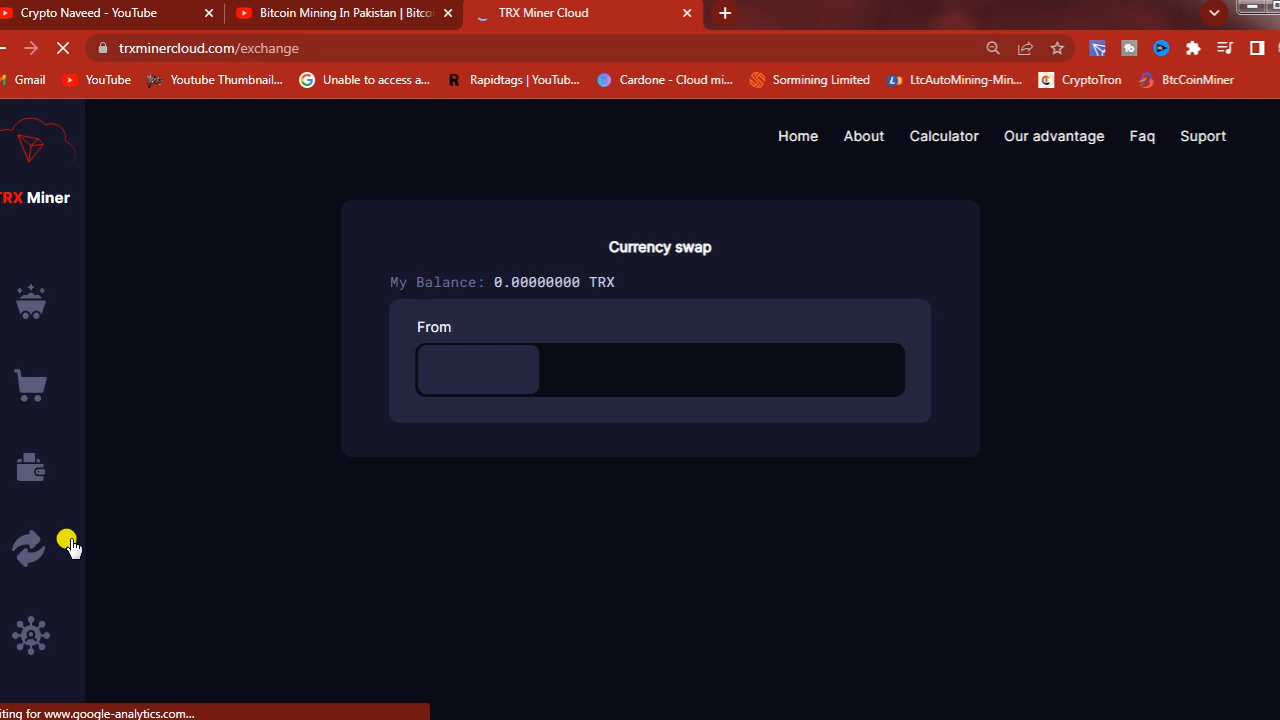 Crypto Naveed - YouTube
Bitcoin Mining In Pakistan | Bitco
TRX Miner Cloud
trxminercloud.com/exchange
Gmail
YouTube
Youtube Thumbnail...
Unable to access a...
Rapidtags | YouTub...
Cardone - Cloud mi...
Sormining Limited
LtcAutoMining-Min...
CryptoTron
BtcCoinMiner
Home
About
Calculator
Our advantage
Faq
Suport
TRX Miner
Currency swap
My Balance: 0.00000000 TRX
From
iting for www.google-analytics.com...